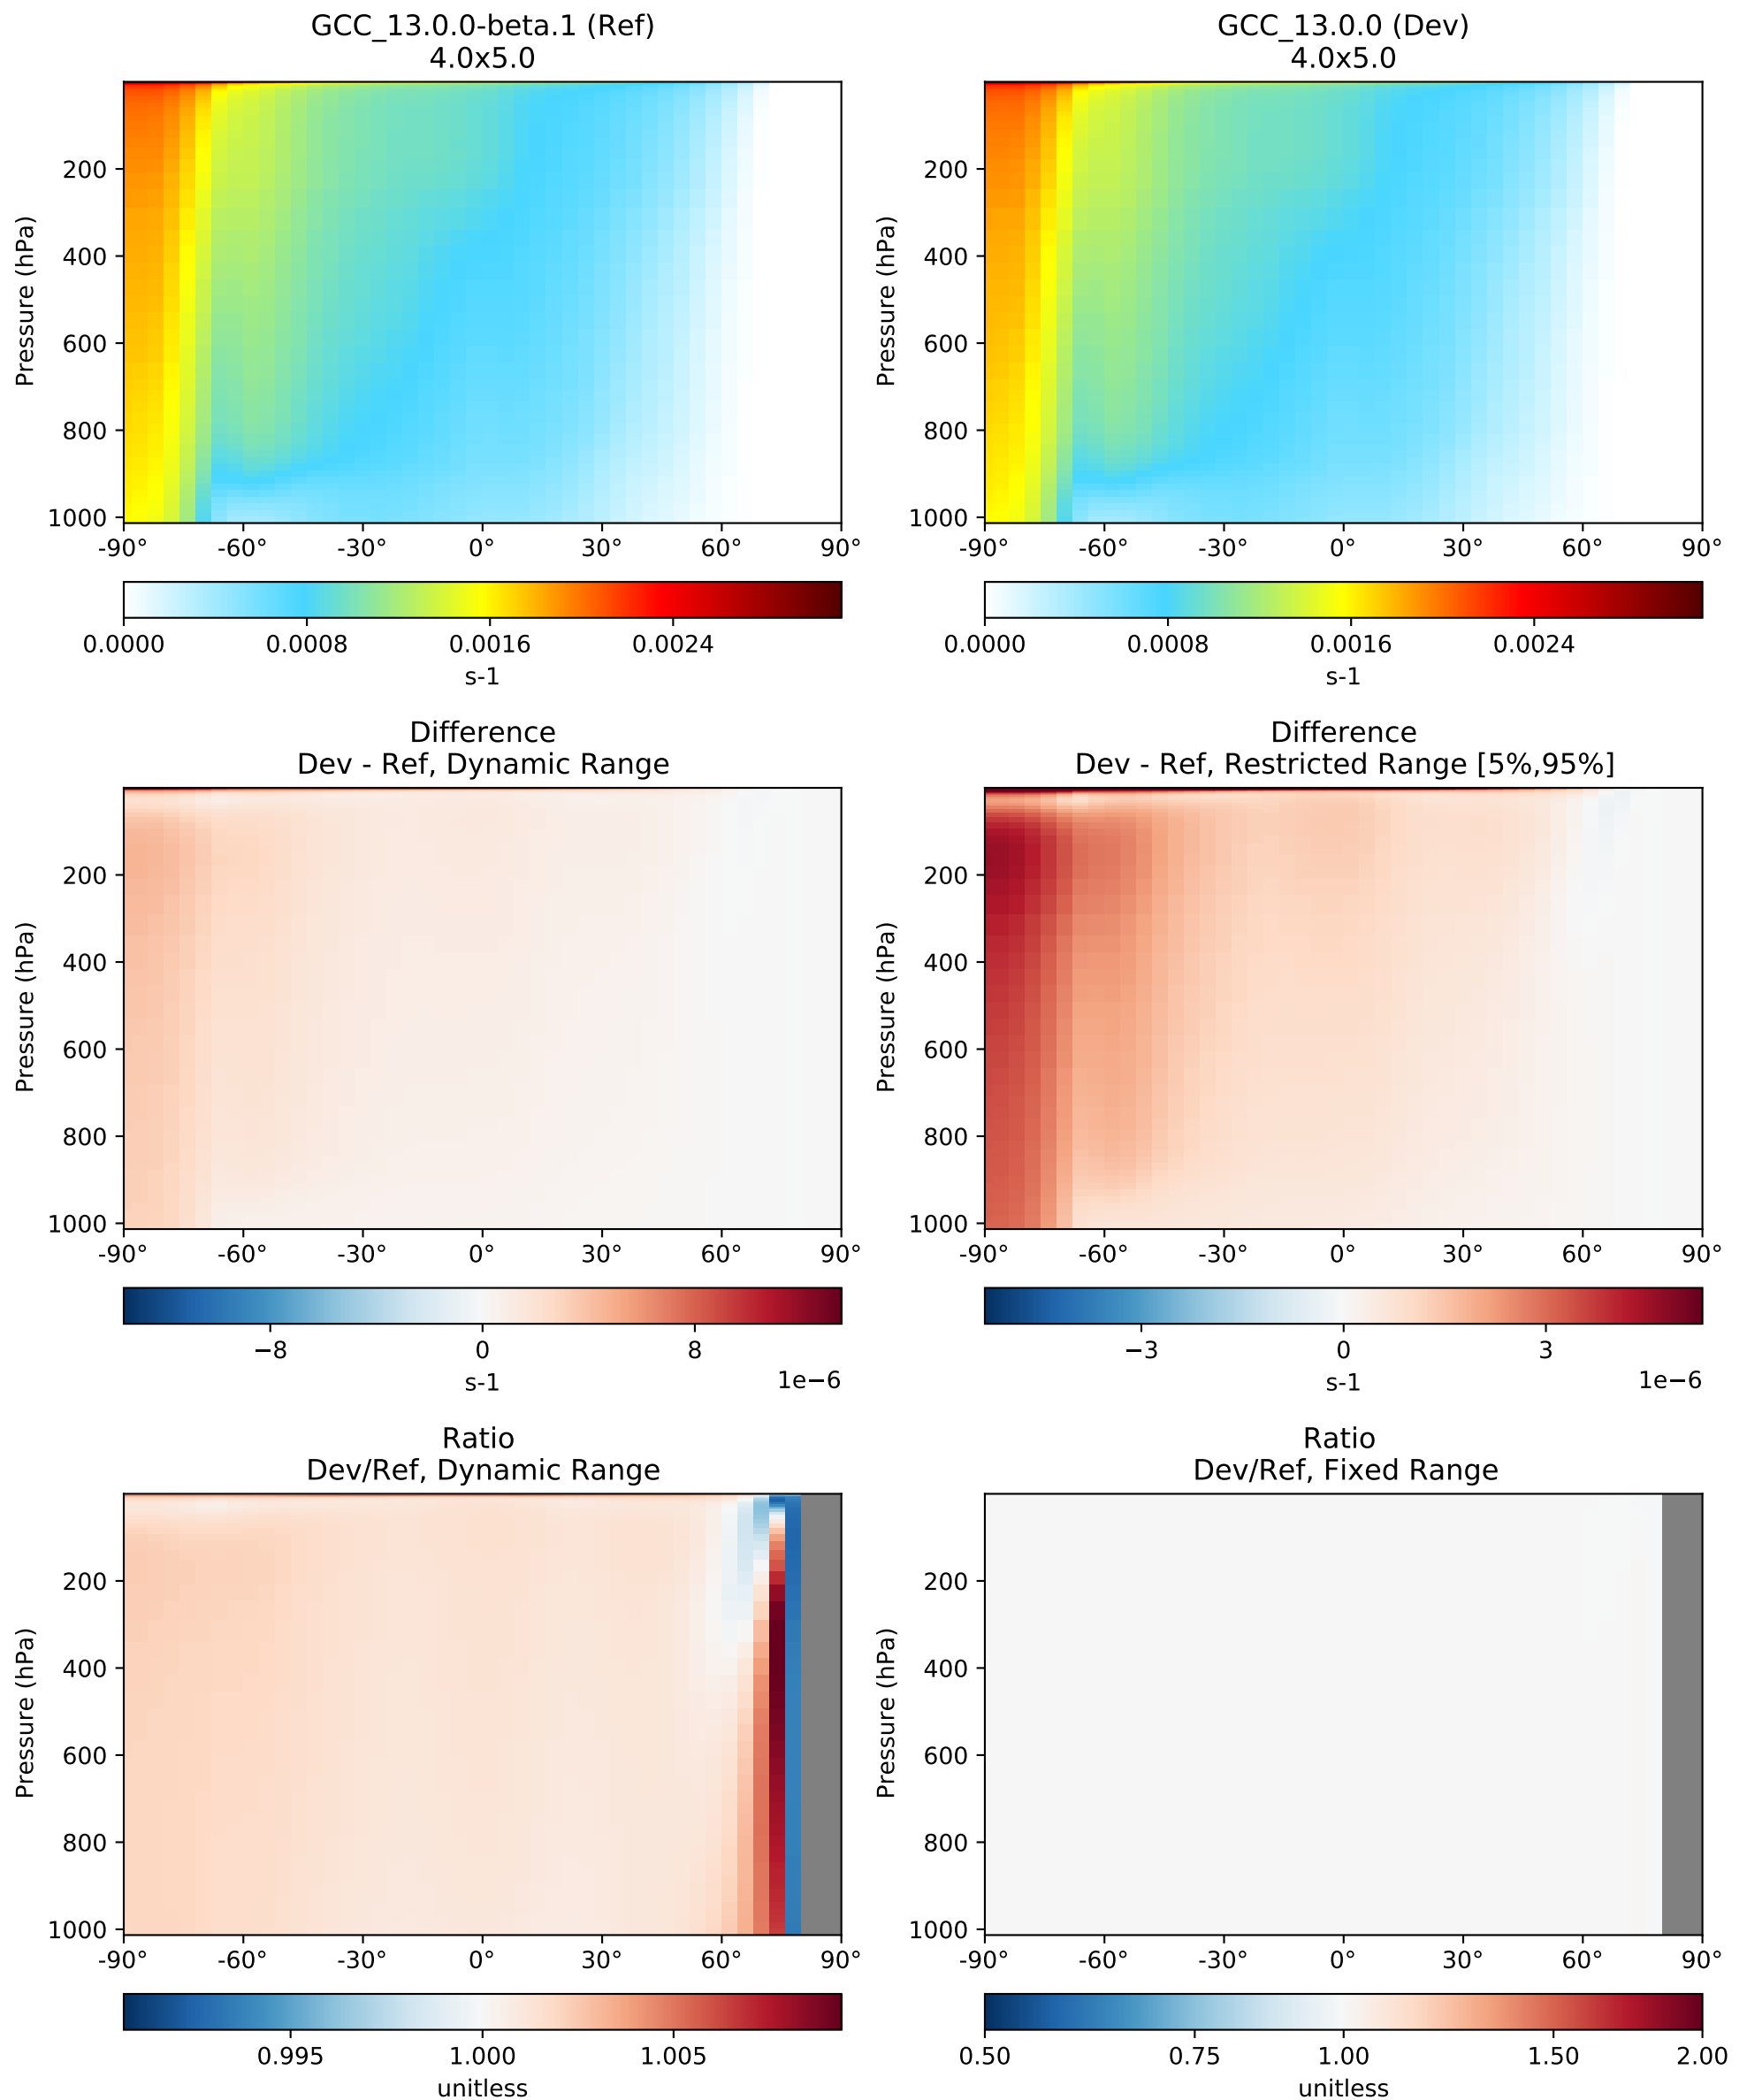 GCC_13.0.0-beta.1 (Ref)
4.0x5.0
Pressure (hPa)
200
400
600
800
1000
-90° -60° -30° 0° 30° 60° 90°
0.0000 0.0008 0.0016 0.0024
s-1
GCC_13.0.0 (Dev)
4.0x5.0
Pressure (hPa)
200
400
600
800
1000
-90° -60° -30° 0° 30° 60° 90°
0.0000 0.0008 0.0016 0.0024
s-1
Difference
Dev - Ref, Dynamic Range
Pressure (hPa)
200
400
600
800
1000
-90° -60° -30° 0° 30° 60° 90°
−8 0 8
s-1 1e−6
Difference
Dev - Ref, Restricted Range [5%,95%]
Pressure (hPa)
200
400
600
800
1000
-90° -60° -30° 0° 30° 60° 90°
−3 0 3
s-1 1e−6
Ratio
Dev/Ref, Dynamic Range
Pressure (hPa)
200
400
600
800
1000
-90° -60° -30° 0° 30° 60° 90°
0.995 1.000 1.005
unitless
Ratio
Dev/Ref, Fixed Range
Pressure (hPa)
200
400
600
800
1000
-90° -60° -30° 0° 30° 60° 90°
0.50 0.75 1.00 1.50 2.00
unitless